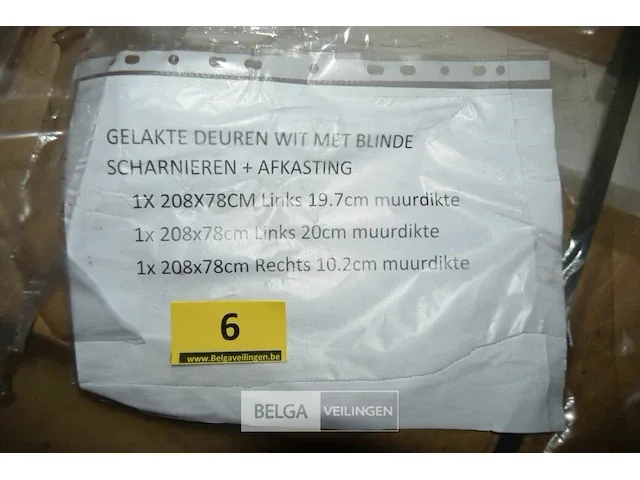 GELAKTE DEUREN WIT MET BLINDE
SCHARNIEREN + AFKASTING
1X 208X78CM Links 19.7cm muurdikte
1x 208x78cm Links 20cm muurdikte
1x 208x78cm Rechts 10.2cm muurdikte
6
www.Belgaveilingen.be
BELGA VEILINGEN